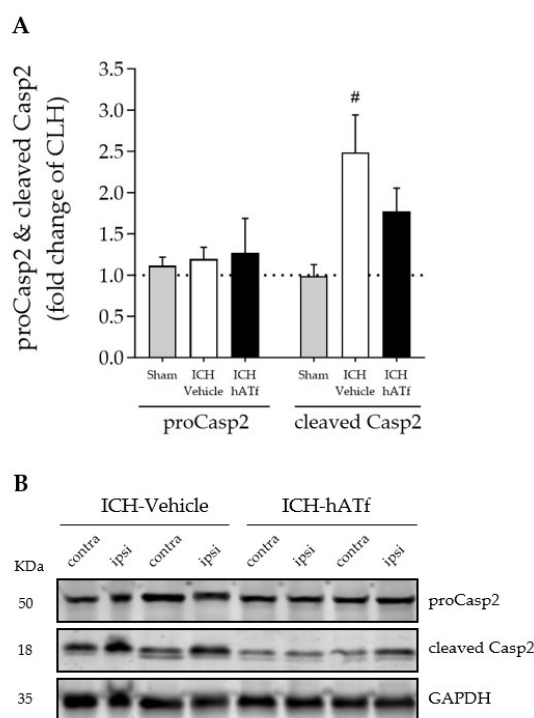 A
proCasp2 & cleaved Casp2
(fold change of CLH)
3.5
3.0
2.5
2.0
1.5
1.0
0.5
0.0
#
Sham ICH Vehicle ICH hATf Sham ICH Vehicle ICH hATf
proCasp2 cleaved Casp2
B
ICH-Vehicle ICH-hATf
contra ipsi contra ipsi contra ipsi contra ipsi
KDa
50 proCasp2
18 cleaved Casp2
35 GAPDH